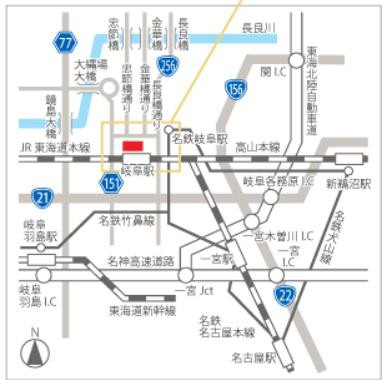 忠節橋
金華橋
長良橋
長良川
77
大縄場
大橋
忠節橋通り
金華橋通り
長良橋通り
256
156
関 I.C
東海北陸自動車道
鏡島大橋
名鉄岐阜駅
JR 東海道本線
高山本線
岐阜駅
新鵜沼駅
151
21
岐阜各務原 I.C
名鉄竹鼻線
名鉄犬山線
岐阜
羽島駅
一宮木曽川 I.C
一宮駅
一宮
I.C
名神高速道路
岐阜
羽島 I.C
一宮 Jct
22
東海道新幹線
名鉄
名古屋本線
名古屋駅
N